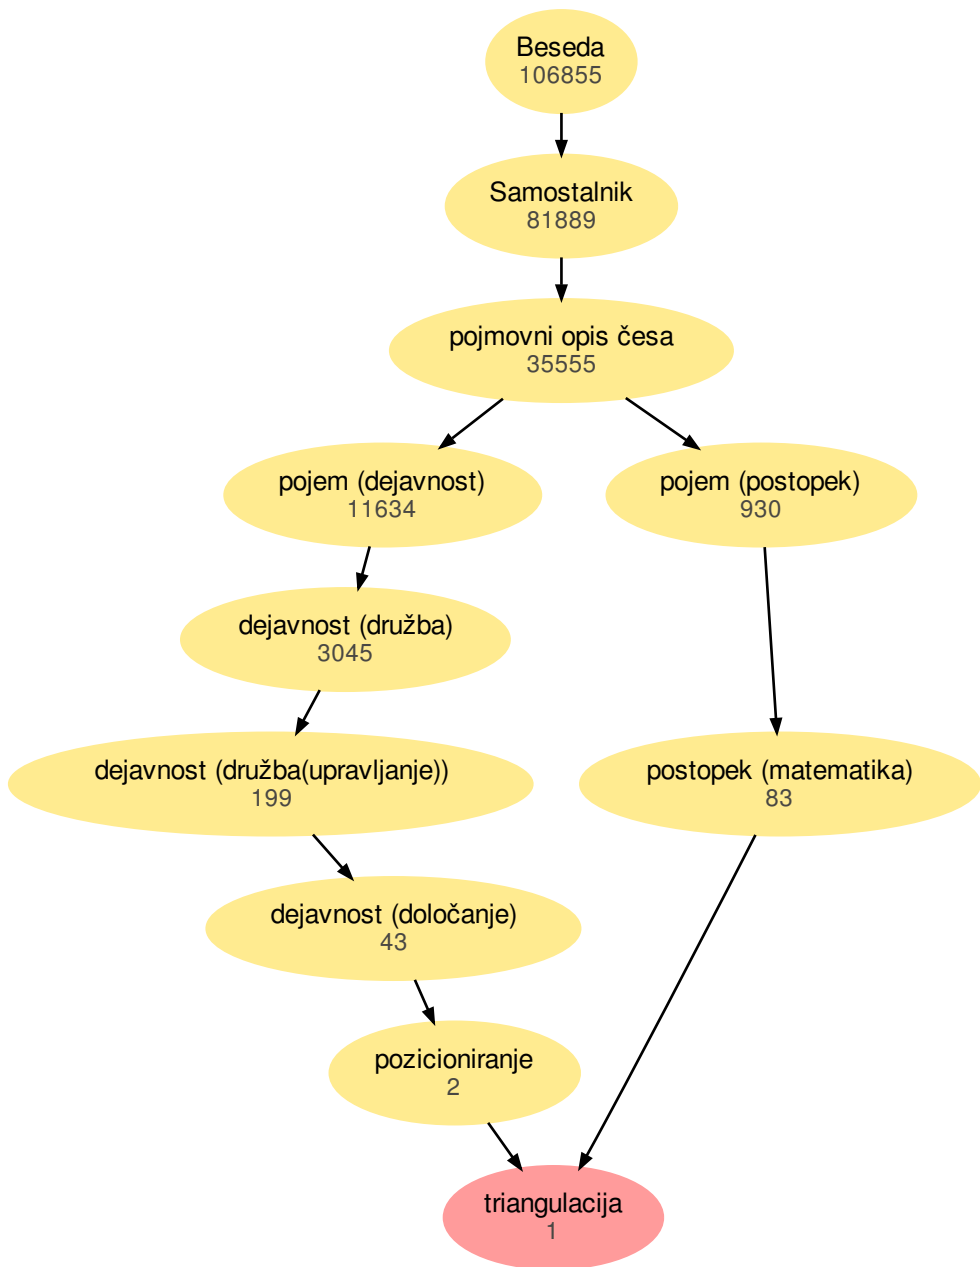 Beseda
106855
Samostalnik
81889
pojmovni opis česa
35555
pojem (dejavnost)
11634
pojem (postopek)
930
dejavnost (družba)
3045
dejavnost (družba(upravljanje))
199
postopek (matematika)
83
dejavnost (določanje)
43
pozicioniranje
2
triangulacija
1